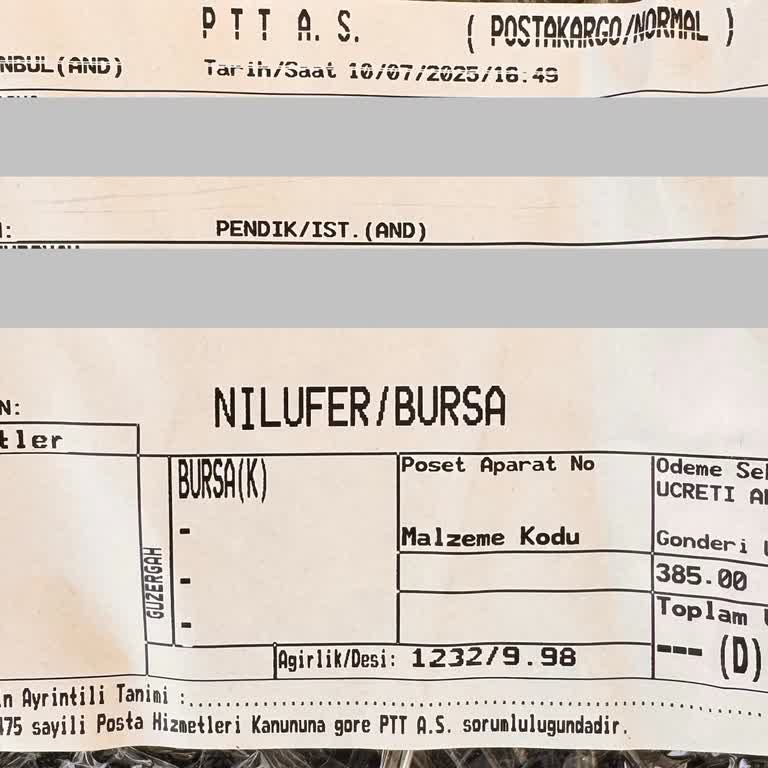 PTT A.S. ( POSTAKARGO/NORMAL )
NBUL(AND) Tarih/Saat 10/07/2025/16:49
PENDIK/IST.(AND)
N: NILUFER/BURSA
tler
BURSA(K)
-
-
-
GUZERGAH
Poset Aparat No
Malzeme Kodu
Odeme Sek
UCRETI A
Gonderi
385.00
Toplam
--- (D)
Agirlik/Desi: 1232/9.98
n Ayrintili Tanimi :................................
475 sayili Posta Hizmetleri Kanununa gore PTT A.S. sorumlulugundadir.